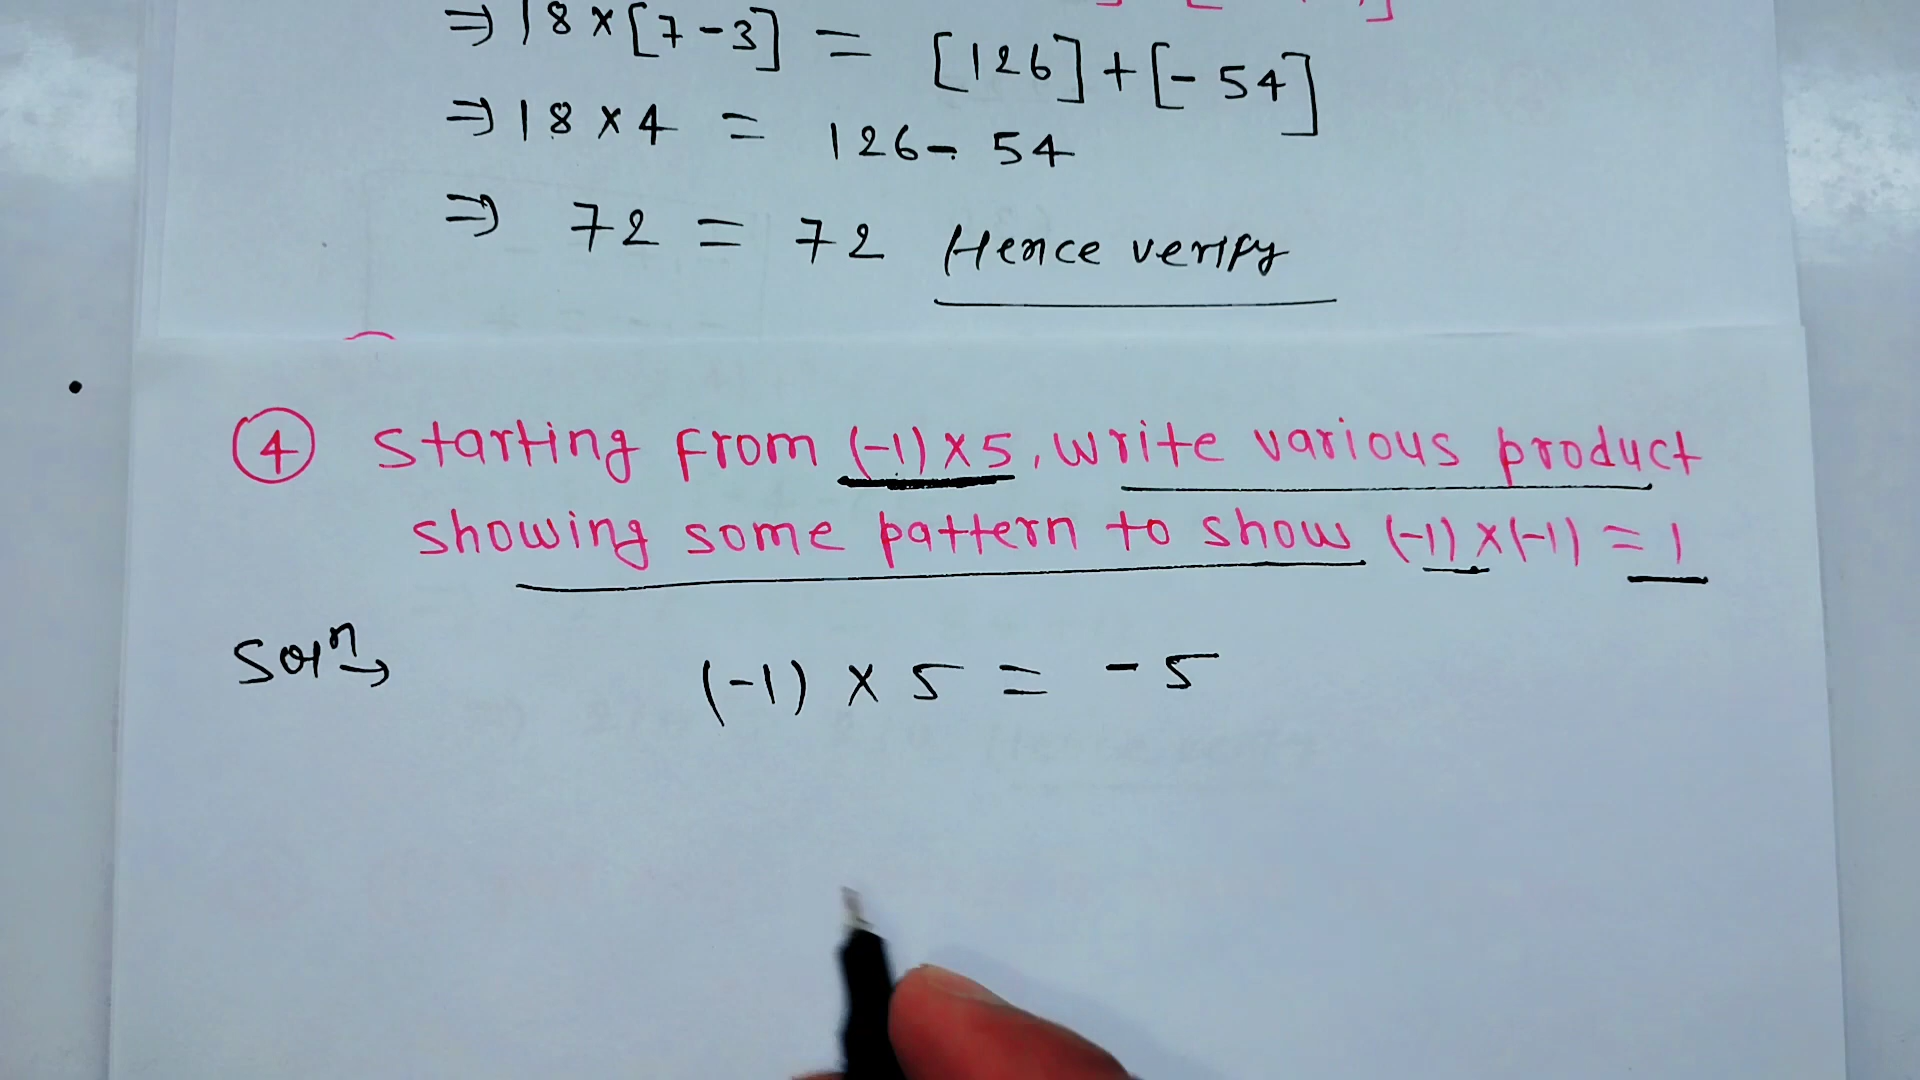 ⇒ 18 × [7 - 3] = [126] + [- 54]
⇒ 18 × 4 = 126 - 54
⇒ 72 = 72 Hence verify
④ Starting from (-1) × 5, write various product
showing some pattern to show (-1) × (-1) = 1
Solⁿ→ (-1) × 5 = - 5